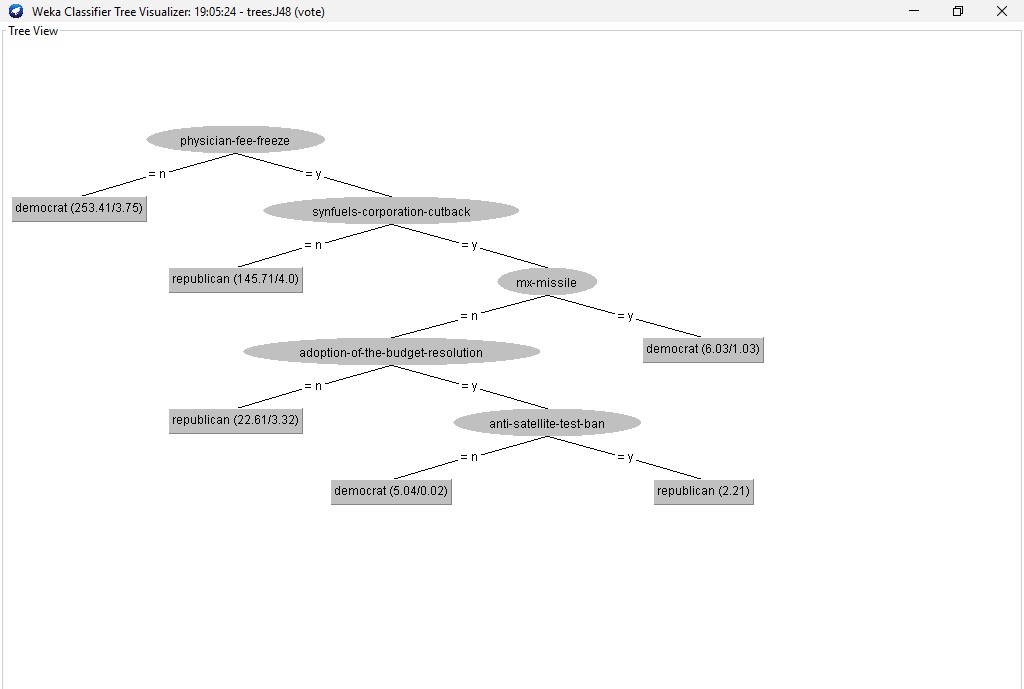 Weka Classifier Tree Visualizer: 19:05:24 - trees.J48 (vote)
Tree View
physician-fee-freeze
= n
= y
democrat (253.41/3.75)
synfuels-corporation-cutback
= n
= y
republican (145.71/4.0)
mx-missile
= n
= y
adoption-of-the-budget-resolution
democrat (6.03/1.03)
= n
= y
republican (22.61/3.32)
anti-satellite-test-ban
= n
= y
democrat (5.04/0.02)
republican (2.21)